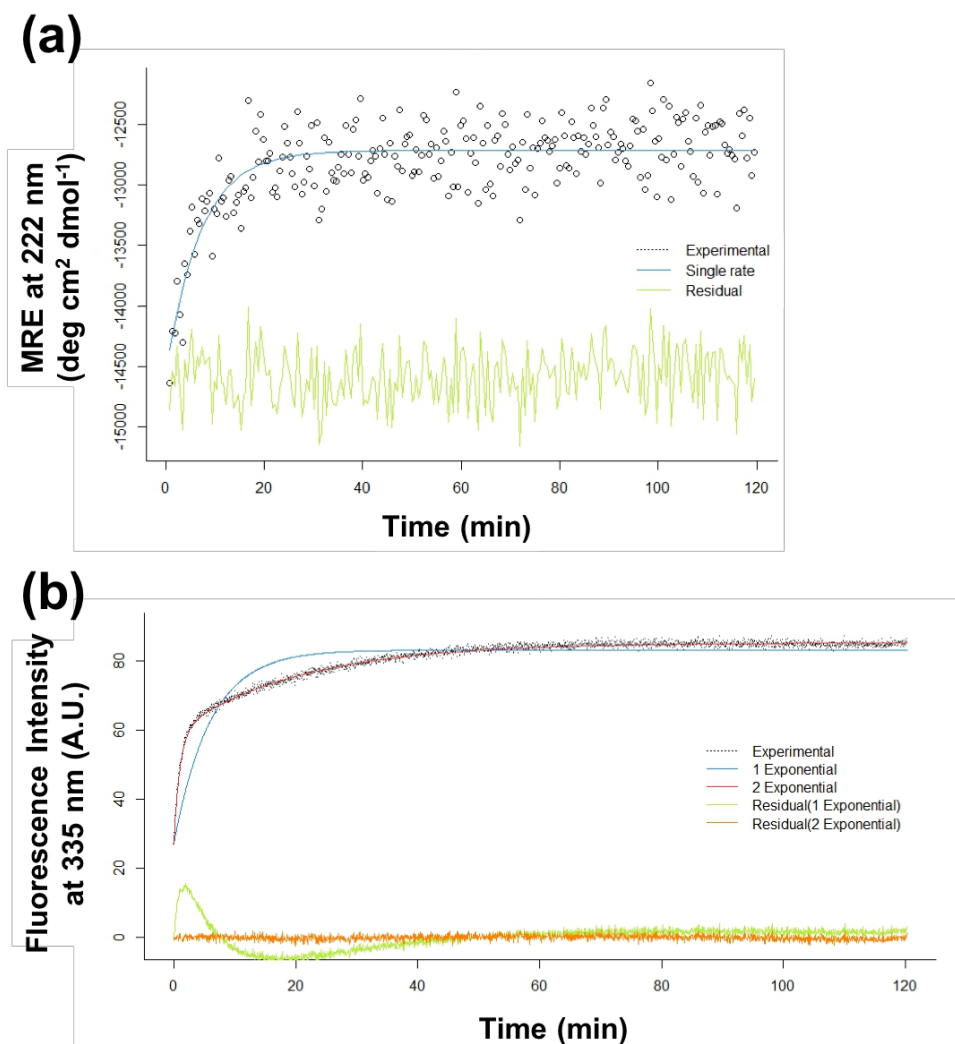 (a)
MRE at 222 nm
(deg cm² dmol⁻¹)
-12500
-13000
-13500
-14000
-14500
-15000
Experimental
Single rate
Residual
0 20 40 60 80 100 120
Time (min)
(b)
Fluorescence Intensity
at 335 nm (A.U.)
80
60
40
20
0
Experimental
1 Exponential
2 Exponential
Residual(1 Exponential)
Residual(2 Exponential)
0 20 40 60 80 100 120
Time (min)